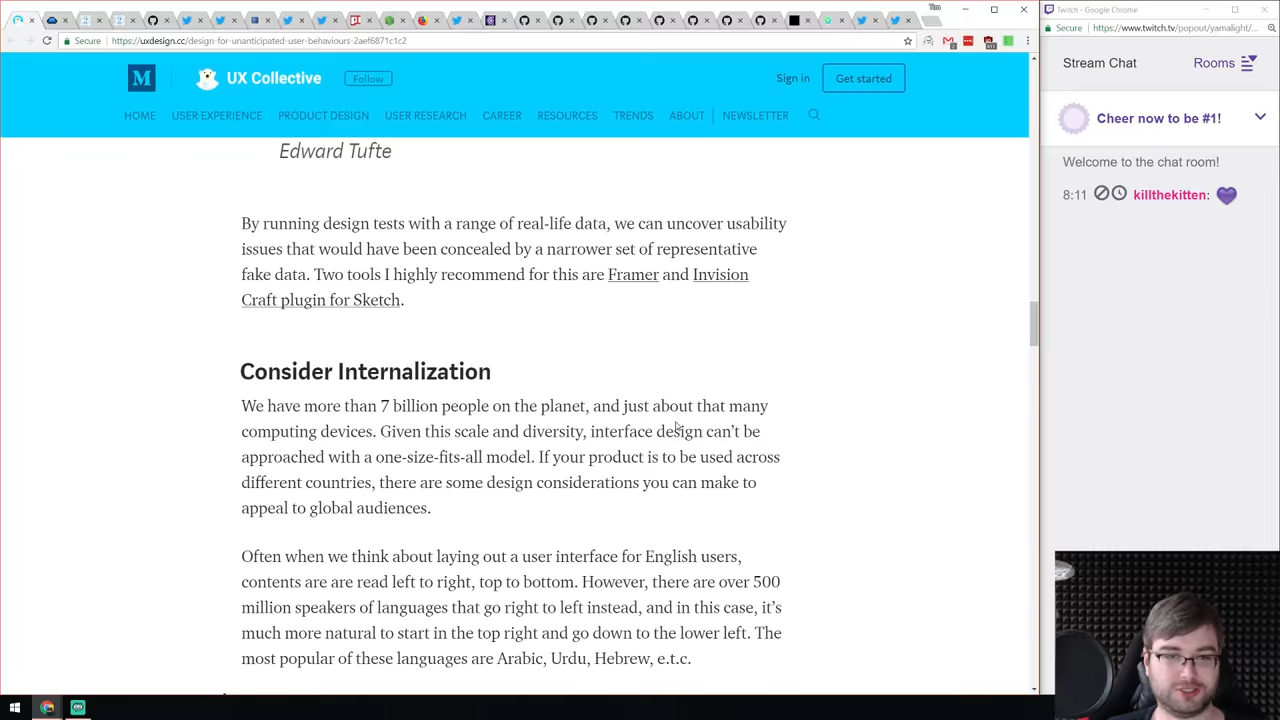 Tim
Twitch - Google Chrome
Secure
https://uxdesign.cc/design-for-unanticipated-user-behaviours-2aef6871c1c2
Secure
https://www.twitch.tv/popout/yamalight/...
M
UX Collective
Follow
Sign in
Get started
Stream Chat
Rooms
HOME
USER EXPERIENCE
PRODUCT DESIGN
USER RESEARCH
CAREER
RESOURCES
TRENDS
ABOUT
NEWSLETTER
Cheer now to be #1!
Edward Tufte
Welcome to the chat room!
8:11 killthekitten:
By running design tests with a range of real-life data, we can uncover usability
issues that would have been concealed by a narrower set of representative
fake data. Two tools I highly recommend for this are Framer and Invision
Craft plugin for Sketch.
Consider Internalization
We have more than 7 billion people on the planet, and just about that many
computing devices. Given this scale and diversity, interface design can’t be
approached with a one-size-fits-all model. If your product is to be used across
different countries, there are some design considerations you can make to
appeal to global audiences.
Often when we think about laying out a user interface for English users,
contents are are read left to right, top to bottom. However, there are over 500
million speakers of languages that go right to left instead, and in this case, it’s
much more natural to start in the top right and go down to the lower left. The
most popular of these languages are Arabic, Urdu, Hebrew, e.t.c.